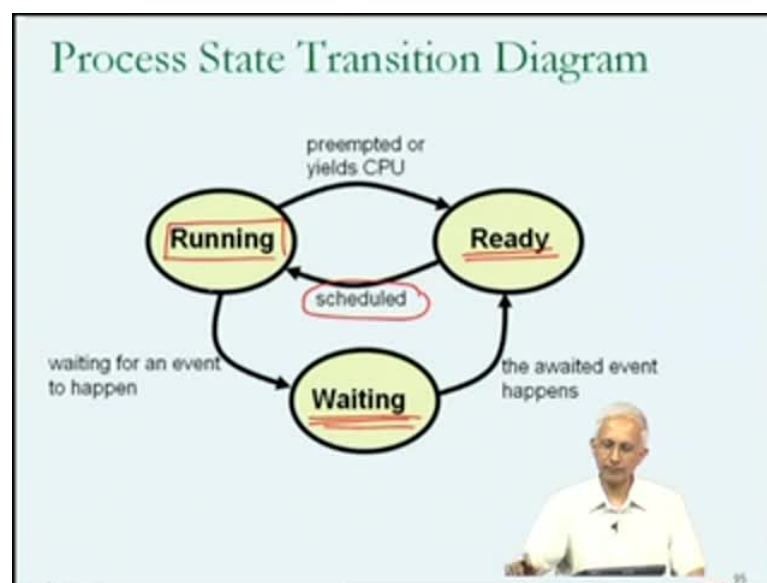 Process State Transition Diagram
preempted or
yields CPU
Running
Ready
scheduled
waiting for an event
to happen
the awaited event
happens
Waiting
95